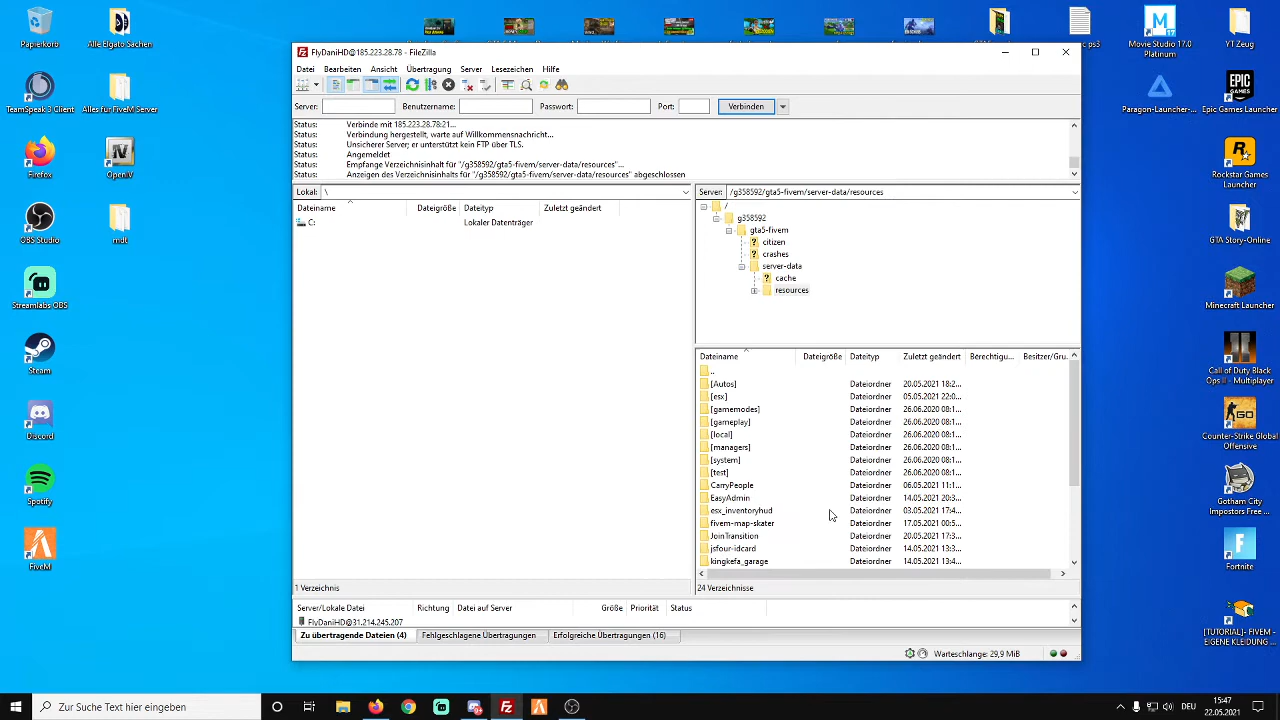 Papierkorb
Alle Elgato Sachen
TeamSpeak 3 Client
Alles für FiveM Server
Firefox
OpenIV
OBS Studio
mdt
Streamlabs OBS
Steam
Discord
Spotify
FiveM
FlyDaniHD@185.223.28.78 - FileZilla
Datei Bearbeiten Ansicht Übertragung Server Lesezeichen Hilfe
Server: Benutzername: Passwort: Port: Verbinden
Status: Verbinde mit 185.223.28.78:21...
Status: Verbindung hergestellt, warte auf Willkommensnachricht...
Status: Unsicherer Server; er unterstützt kein FTP über TLS.
Status: Angemeldet
Status: Empfange Verzeichnisinhalt für "/g358592/gta5-fivem/server-data/resources"...
Status: Anzeigen des Verzeichnisinhalts für "/g358592/gta5-fivem/server-data/resources" abgeschlossen
Lokal: \
Dateiname Dateigröße Dateityp Zuletzt geändert
C: Lokaler Datenträger
1 Verzeichnis
Server: /g358592/gta5-fivem/server-data/resources
/
g358592
gta5-fivem
? citizen
? crashes
server-data
? cache
resources
Dateiname Dateigröße Dateityp Zuletzt geändert Berechtigu... Besitzer/Gru...
..
[Autos] Dateiordner 20.05.2021 18:2...
[esx] Dateiordner 05.05.2021 22:0...
[gamemodes] Dateiordner 26.06.2020 08:1...
[gameplay] Dateiordner 26.06.2020 08:1...
[local] Dateiordner 26.06.2020 08:1...
[managers] Dateiordner 26.06.2020 08:1...
[system] Dateiordner 26.06.2020 08:1...
[test] Dateiordner 26.06.2020 08:1...
CarryPeople Dateiordner 06.05.2021 11:1...
EasyAdmin Dateiordner 14.05.2021 20:3...
esx_inventoryhud Dateiordner 03.05.2021 17:4...
fivem-map-skater Dateiordner 17.05.2021 00:5...
JoinTransition Dateiordner 20.05.2021 17:3...
jsfour-idcard Dateiordner 14.05.2021 13:3...
kingkefa_garage Dateiordner 14.05.2021 13:4...
24 Verzeichnisse
Server/Lokale Datei Richtung Datei auf Server Größe Priorität Status
FlyDaniHD@31.214.245.207
Zu übertragende Dateien (4) Fehlgeschlagene Übertragungen Erfolgreiche Übertragungen (16)
Warteschlange: 29,9 MiB
ps3
Movie Studio 17.0 Platinum
YT Zeug
Paragon-Launcher-...
Epic Games Launcher
Rockstar Games Launcher
GTA Story-Online
Minecraft Launcher
Call of Duty Black Ops II - Multiplayer
Counter-Strike Global Offensive
Gotham City Impostors Free ...
Fortnite
[TUTORIAL]- FIVEM - EIGENE KLEIDUNG ...
Zur Suche Text hier eingeben
DEU
15:47
22.05.2021